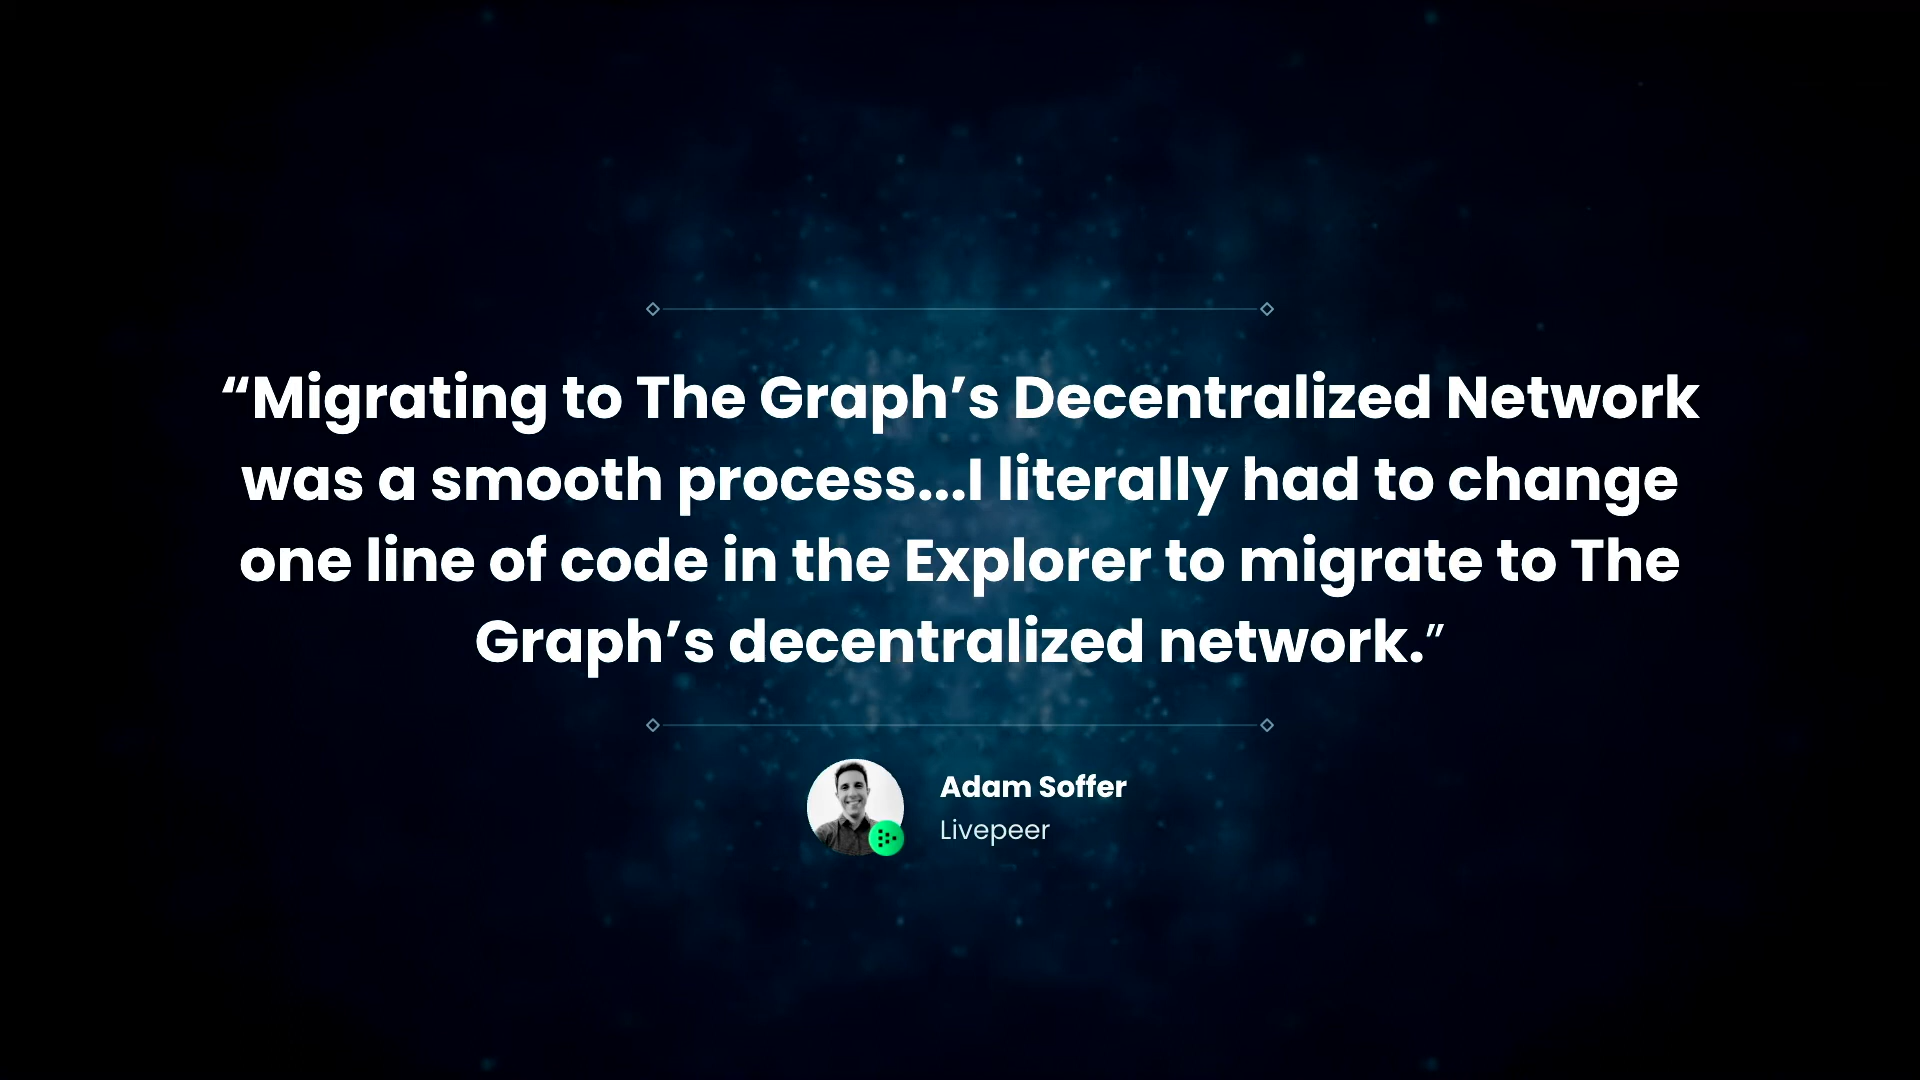 “Migrating to The Graph’s Decentralized Network
was a smooth process...I literally had to change
one line of code in the Explorer to migrate to The
Graph’s decentralized network.”
Adam Soffer
Livepeer